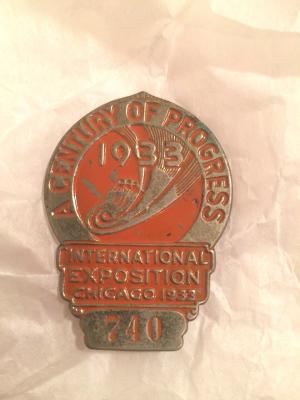 A CENTURY OF PROGRESS
1933
INTERNATIONAL
EXPOSITION
CHICAGO 1933
740